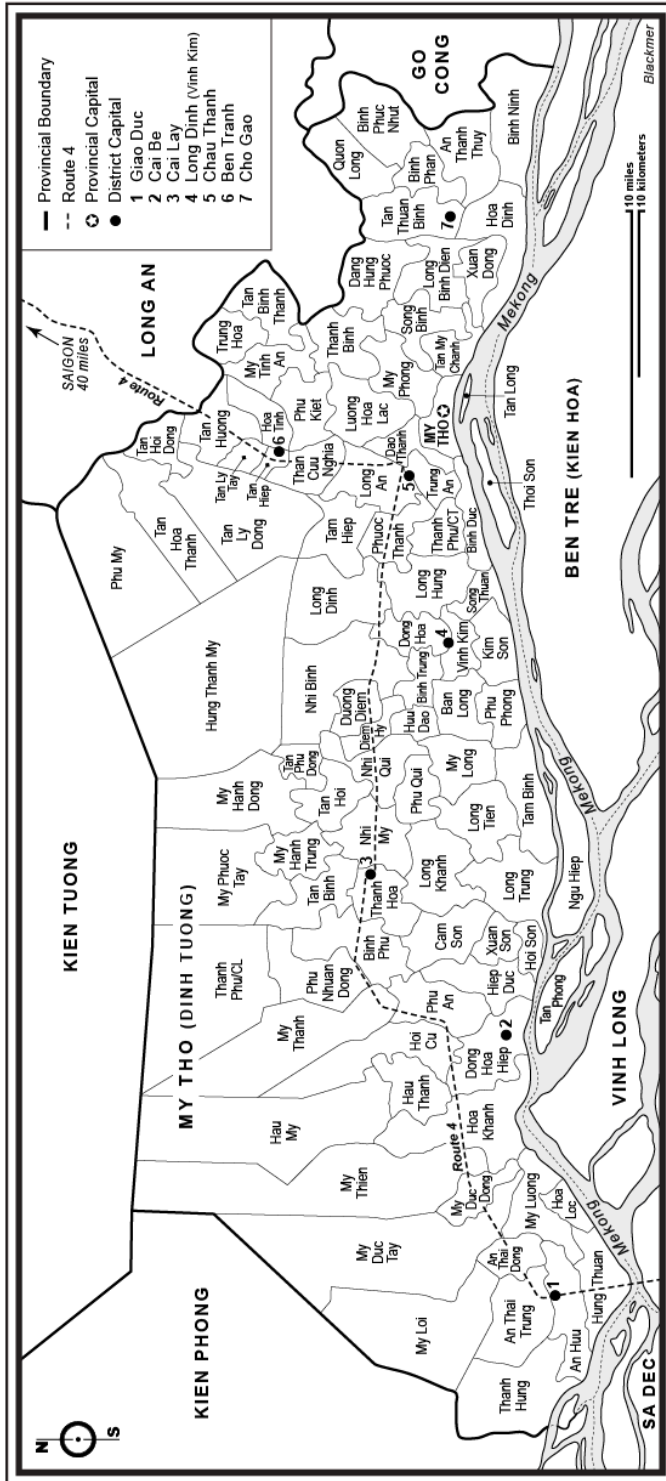 N
S
Provincial Boundary
Route 4
Provincial Capital
District Capital
1 Giao Duc
2 Cai Be
3 Cai Lay
4 Long Dinh (Vinh Kim)
5 Chau Thanh
6 Ben Tranh
7 Cho Gao
SAIGON
40 miles
Route 4
LONG AN
GO
CONG
KIEN TUONG
KIEN PHONG
MY THO (DINH TUONG)
SA DEC
VINH LONG
BEN TRE (KIEN HOA)
Mekong
Mekong
Mekong
Route 4
10 miles
10 kilometers
Blackmer
Thanh
Hung
My Loi
An Thai
Trung
An Huu
1
Hung Thuan
An
Thai
Dong
My
Duc
Tay
My Luong
Hoa
Loc
My
Duc
Dong
My
Thien
Hau
My
Hau
Thanh
Hoa
Khanh
Hoi
Cu
Dong
Hoa
Hiep
2
My
Thanh
Thanh
Phu/CL
Phu
Nhuan
Dong
Phu
An
Hiep
Duc
Binh
Phu
Cam
Son
Xuan
Son
Hoi Son
Tan
Phong
My Phuoc
Tay
My
Hanh
Trung
Tan
Binh
3
Thanh
Hoa
Nhi
My
Long
Khanh
Long
Trung
Long
Tien
Tam Binh
Ngu Hiep
My
Hanh
Dong
Tan
Phu
Dong
Tan
Hoi
Nhi
Qui
Phu Qui
My
Long
Hung Thanh My
Nhi Binh
Duong
Diem
Diem
Hy
Huu
Dao
Binh Trung
Ban
Long
Phu
Phong
Long
Dinh
Dong
Hoa
4
Vinh Kim
Kim
Son
Long
Hung
Song
Thuan
Phu My
Tan
Hoa
Thanh
Tan
Ly
Dong
Tam
Hiep
Phuoc
Thanh
Thanh
Phu/CT
Binh Duc
Tan
Hoi
Dong
Tan
Huong
Tan Ly
Tay
Tan
Hiep
Hoa
Tinh
6
Than
Cuu
Nghia
Long
An
5
Dao
Thanh
Trung
An
Thoi Son
Trung
Hoa
My
Tinh
An
Tan
Binh
Thanh
Phu
Kiet
Luong
Hoa
Lac
Thanh
Binh
My
Phong
MY
THO
Tan Long
Tan My
Chanh
Song
Binh
Dang
Hung
Phuoc
Long
Binh Dien
Xuan
Dong
Quon
Long
Tan
Thuan
Binh
7
Hoa
Dinh
Binh
Phuc
Nhut
Binh
Phan
An
Thanh
Thuy
Binh Ninh